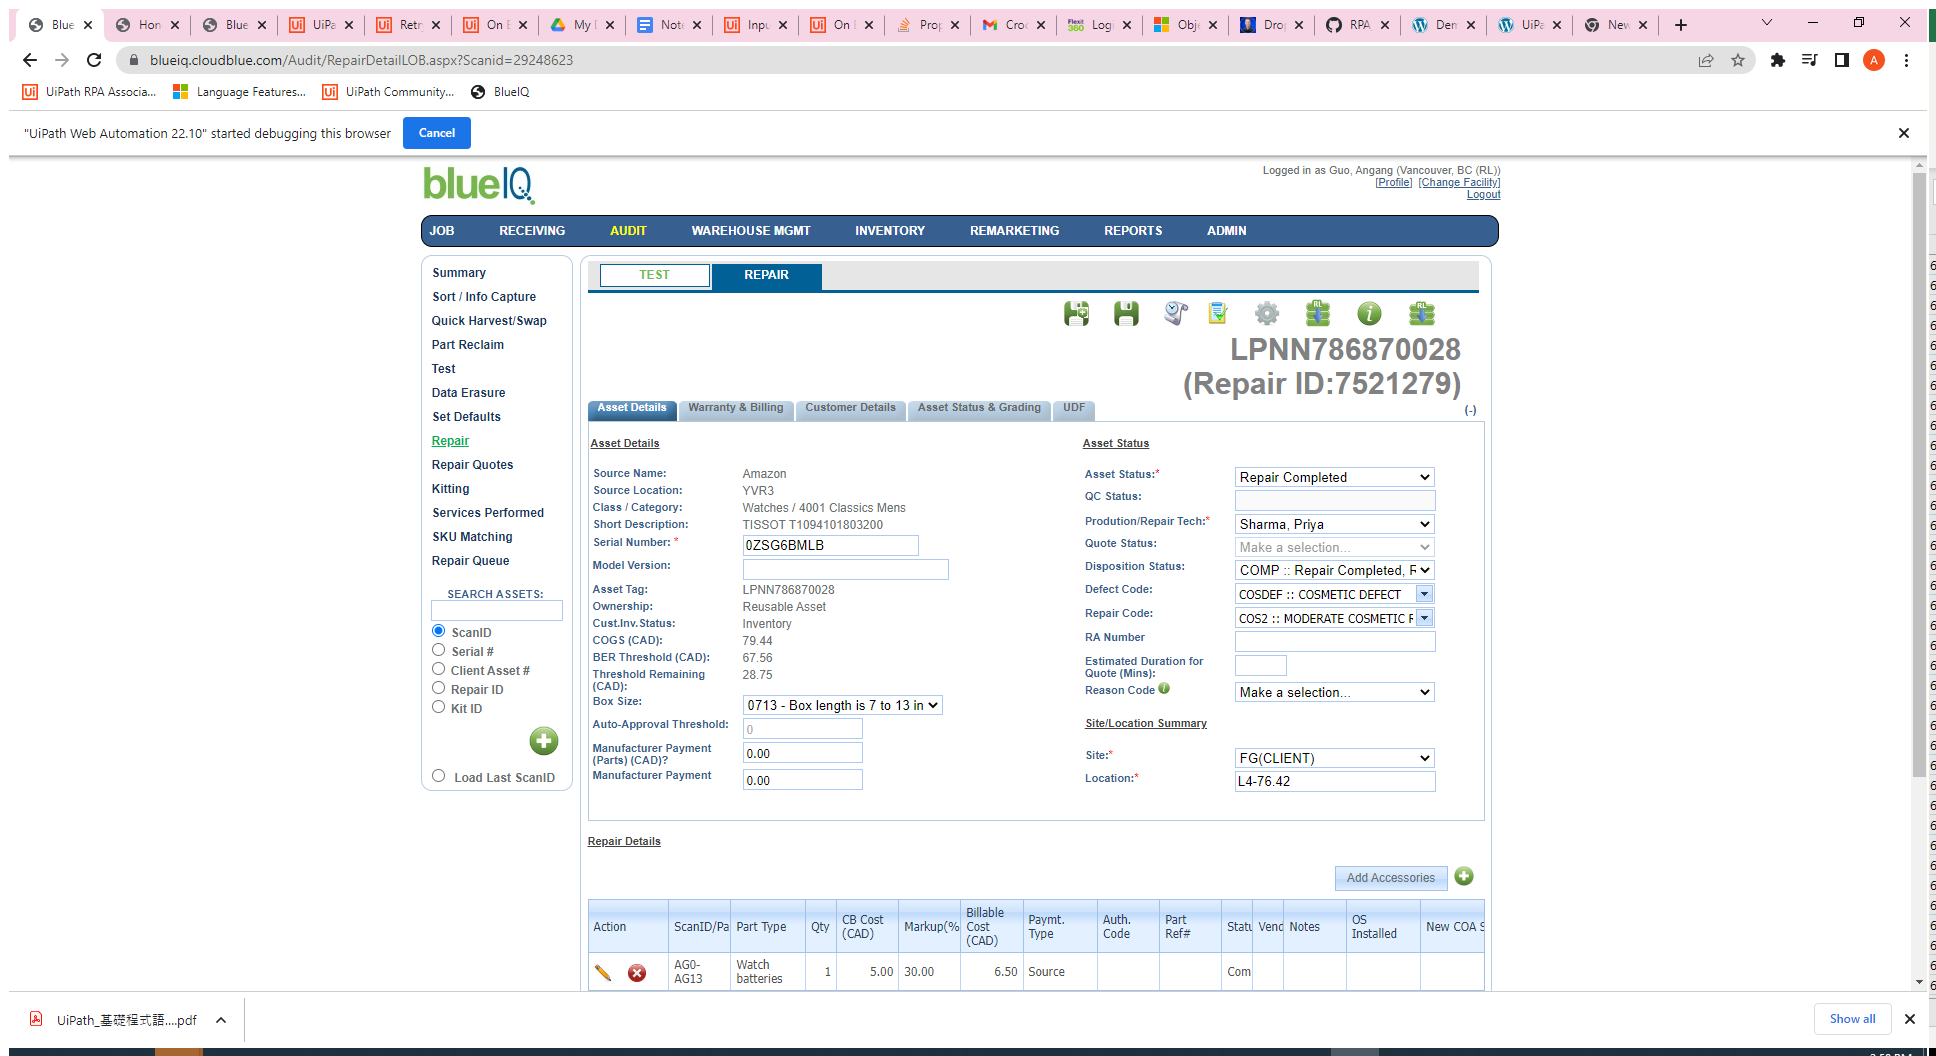 Blue
Hon
Blue
UiPa
Retr
On E
My I
Note
Inpu
On E
Prop
Croc
Logi
Obje
Drop
RPA
Den
UiPa
New
blueiq.cloudblue.com/Audit/RepairDetailLOB.aspx?Scanid=29248623
UiPath RPA Associa...
Language Features...
UiPath Community...
BlueIQ
"UiPath Web Automation 22.10" started debugging this browser
Cancel
blueIQ
Logged in as Guo, Angang (Vancouver, BC (RL))
[Profile] [Change Facility]
Logout
JOB RECEIVING AUDIT WAREHOUSE MGMT INVENTORY REMARKETING REPORTS ADMIN
Summary
Sort / Info Capture
Quick Harvest/Swap
Part Reclaim
Test
Data Erasure
Set Defaults
Repair
Repair Quotes
Kitting
Services Performed
SKU Matching
Repair Queue
SEARCH ASSETS:
ScanID
Serial #
Client Asset #
Repair ID
Kit ID
Load Last ScanID
TEST REPAIR
LPNN786870028
(Repair ID:7521279)
Asset Details Warranty & Billing Customer Details Asset Status & Grading UDF
(-)
Asset Details
Source Name: Amazon
Source Location: YVR3
Class / Category: Watches / 4001 Classics Mens
Short Description: TISSOT T1094101803200
Serial Number: * 0ZSG6BMLB
Model Version:
Asset Tag: LPNN786870028
Ownership: Reusable Asset
Cust.Inv.Status: Inventory
COGS (CAD): 79.44
BER Threshold (CAD): 67.56
Threshold Remaining (CAD): 28.75
Box Size: 0713 - Box length is 7 to 13 in
Auto-Approval Threshold: 0
Manufacturer Payment (Parts) (CAD)? 0.00
Manufacturer Payment 0.00
Asset Status
Asset Status:* Repair Completed
QC Status:
Prodution/Repair Tech:* Sharma, Priya
Quote Status: Make a selection...
Disposition Status: COMP :: Repair Completed, R
Defect Code: COSDEF :: COSMETIC DEFECT
Repair Code: COS2 :: MODERATE COSMETIC F
RA Number
Estimated Duration for Quote (Mins):
Reason Code Make a selection...
Site/Location Summary
Site:* FG(CLIENT)
Location:* L4-76.42
Repair Details
Add Accessories
Action ScanID/Pa Part Type Qty CB Cost (CAD) Markup(% Billable Cost (CAD) Paymt. Type Auth. Code Part Ref# Statu Vend Notes OS Installed New COA S
AG0-AG13 Watch batteries 1 5.00 30.00 6.50 Source Com
UiPath_基礎程式語....pdf
Show all